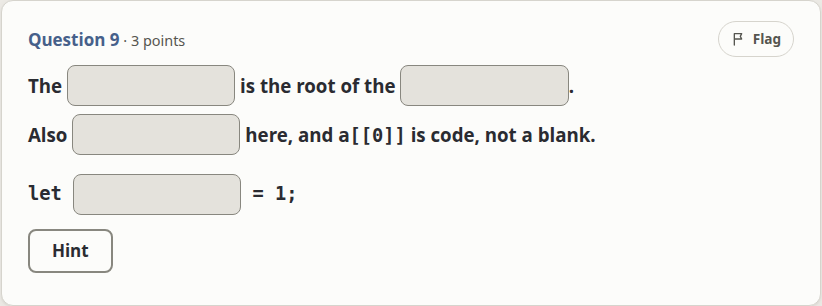 Question 9 · 3 points
Flag
The is the root of the .
Also here, and a[[0]] is code, not a blank.
let = 1;
Hint